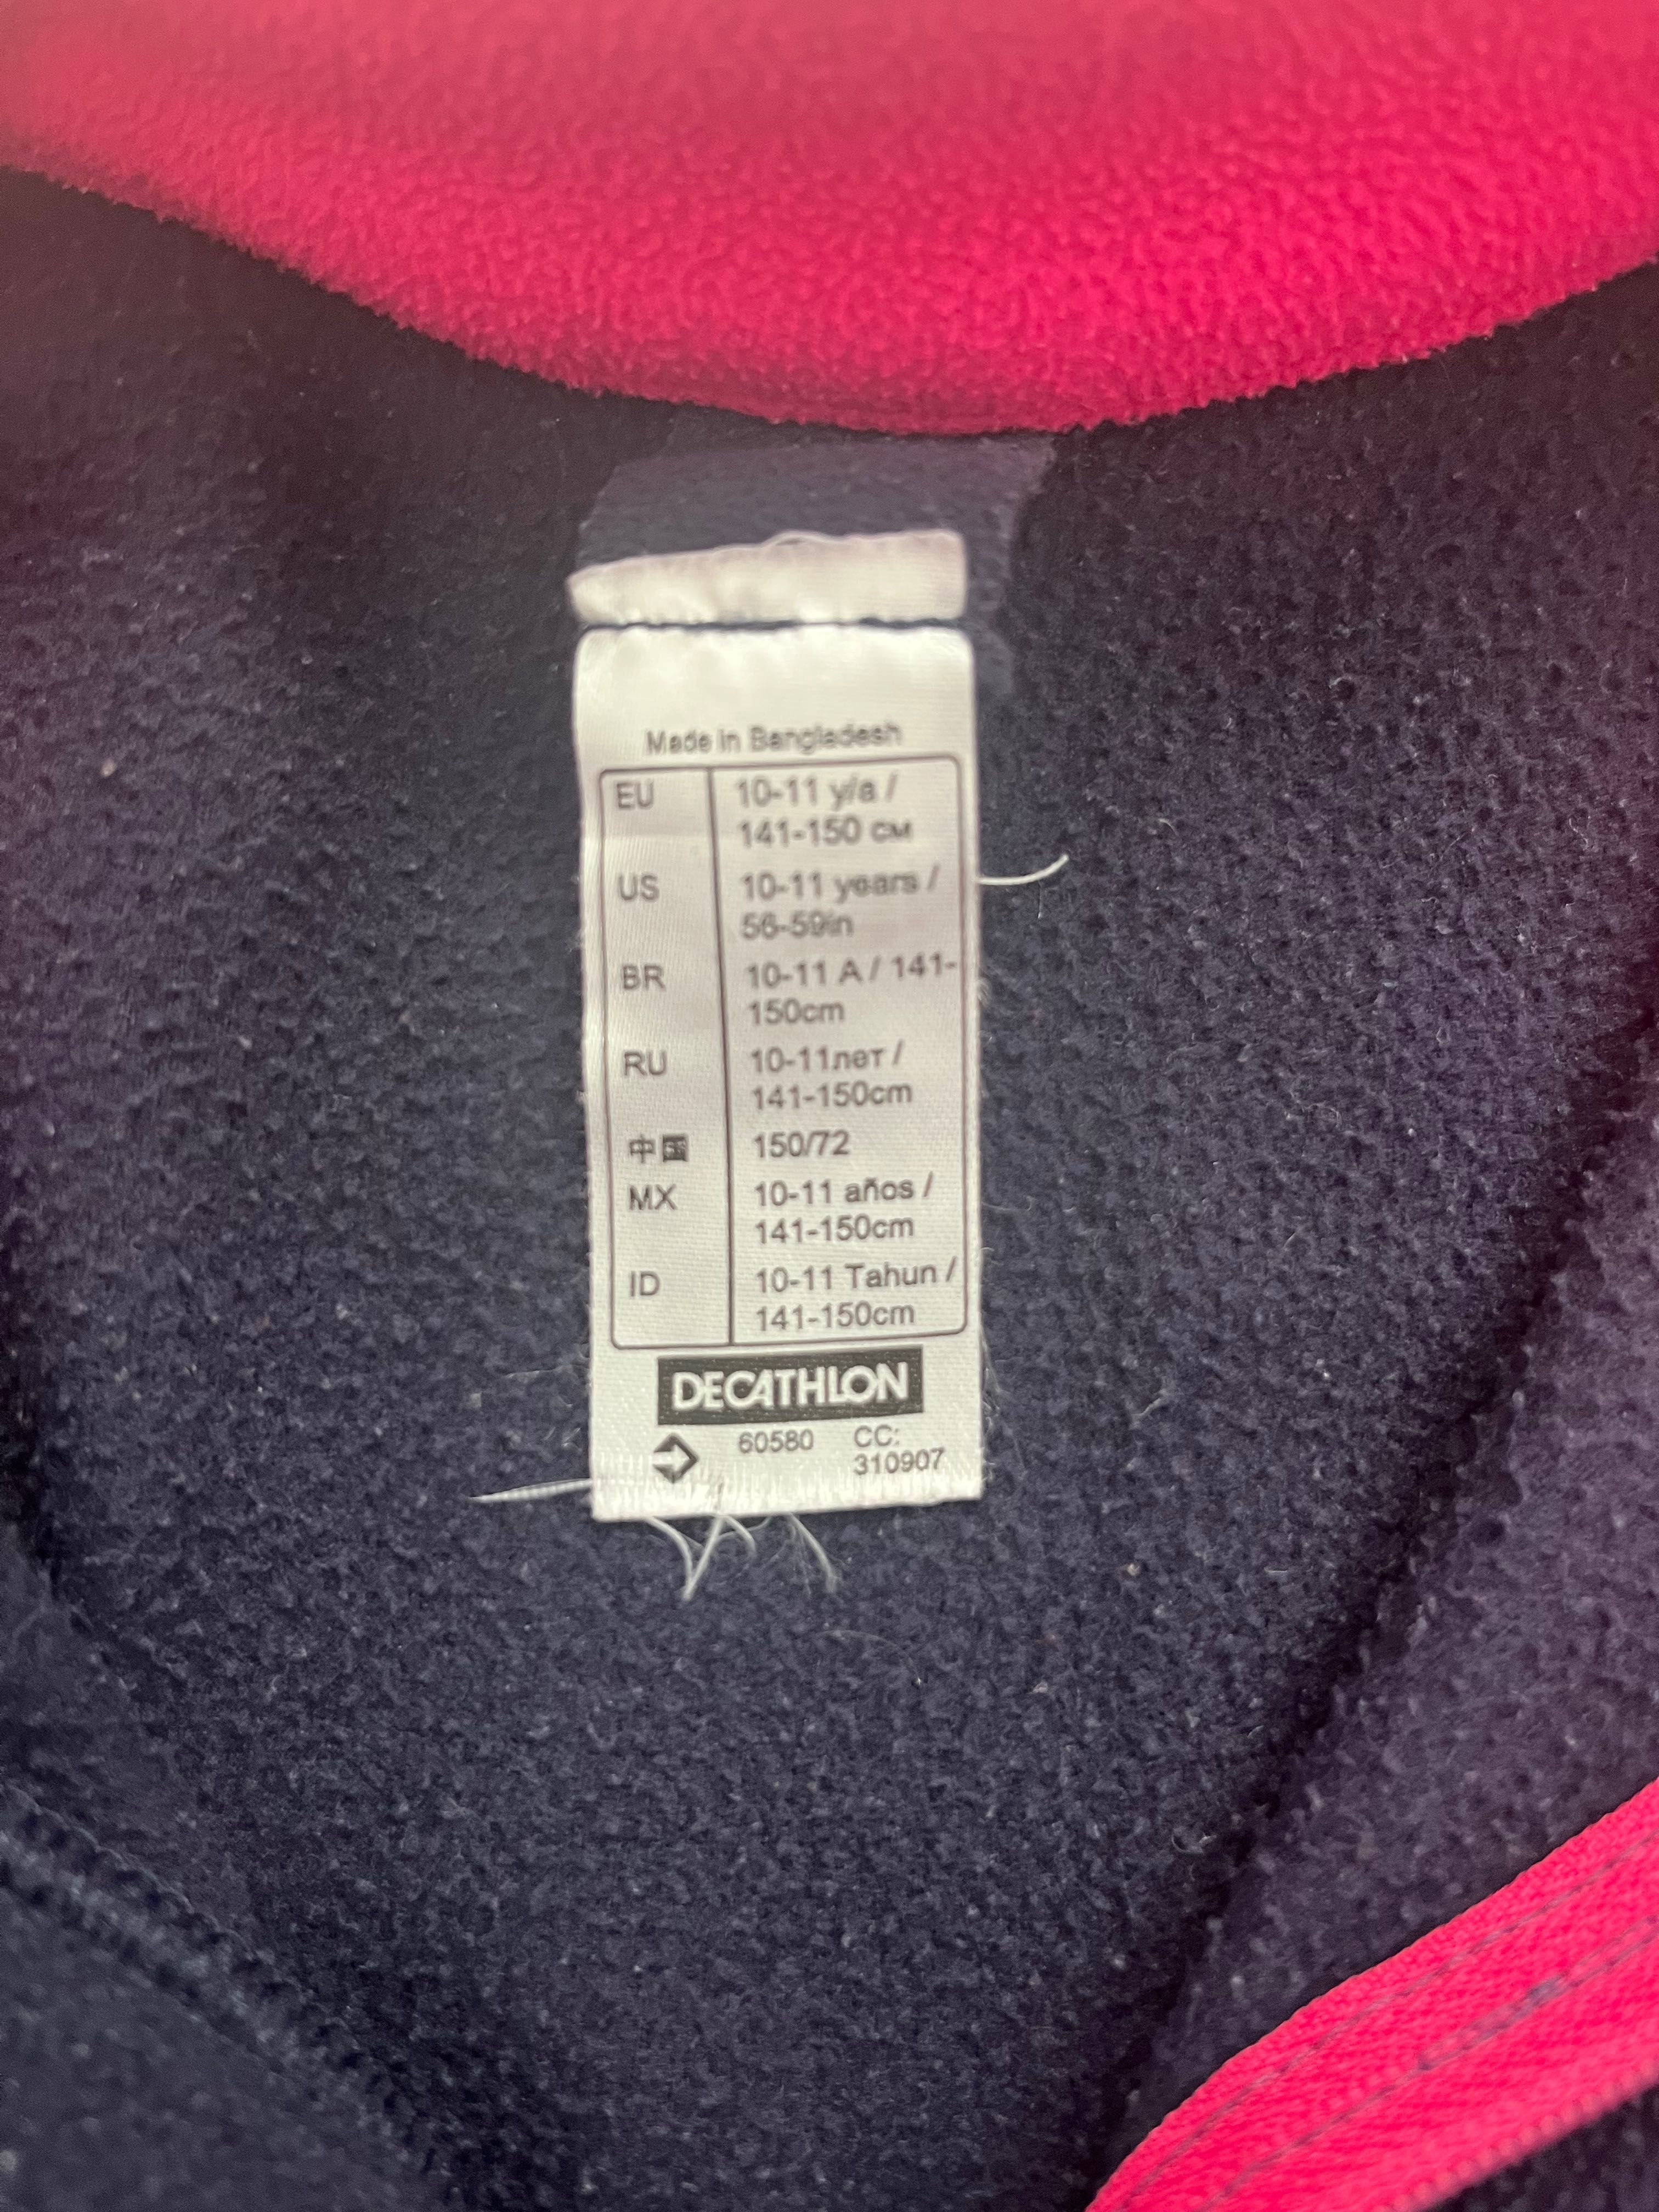 Made in Bangladesh
EU 10-11 y/a /
141-150 см
US 10-11 years /
56-59in
BR 10-11 A / 141-
150cm
RU 10-11лет /
141-150cm
中国 150/72
MX 10-11 años /
141-150cm
ID 10-11 Tahun /
141-150cm
DECATHLON
60580 CC:
310907